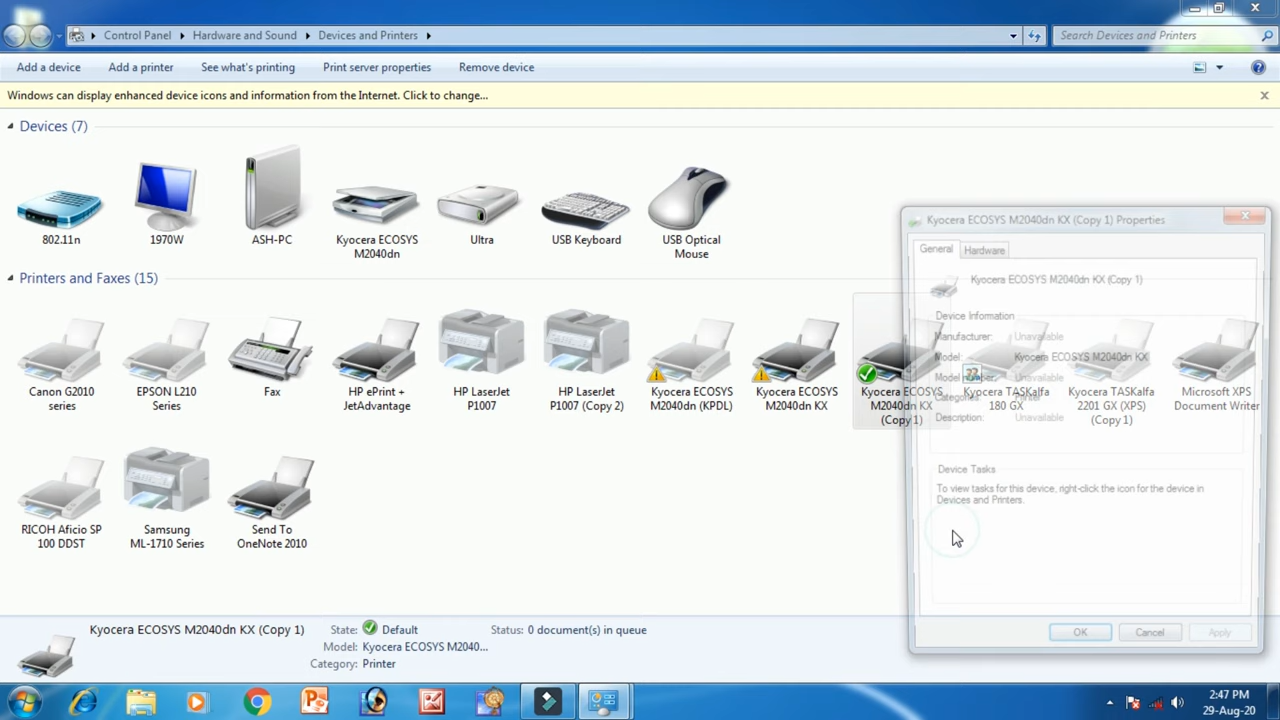 Control Panel
Hardware and Sound
Devices and Printers
Search Devices and Printers
Add a device
Add a printer
See what's printing
Print server properties
Remove device
Windows can display enhanced device icons and information from the Internet. Click to change...
Devices (7)
802.11n
1970W
ASH-PC
Kyocera ECOSYS
M2040dn
Ultra
USB Keyboard
USB Optical
Mouse
Printers and Faxes (15)
Canon G2010
series
EPSON L210
Series
Fax
HP ePrint +
JetAdvantage
HP LaserJet
P1007
HP LaserJet
P1007 (Copy 2)
Kyocera ECOSYS
M2040dn (KPDL)
Kyocera ECOSYS
M2040dn KX
Kyocera ECOSYS
M2040dn KX
(Copy 1)
Kyocera TASKalfa
180 GX
Kyocera TASKalfa
2201 GX (XPS)
(Copy 1)
Microsoft XPS
Document Writer
RICOH Aficio SP
100 DDST
Samsung
ML-1710 Series
Send To
OneNote 2010
Kyocera ECOSYS M2040dn KX (Copy 1) Properties
General
Hardware
Kyocera ECOSYS M2040dn KX (Copy 1)
Device Information
Manufacturer: Unavailable
Model: Kyocera ECOSYS M2040dn KX
Model number: Unavailable
Categories: Printer
Description: Unavailable
Device Tasks
To view tasks for this device, right-click the icon for the device in
Devices and Printers.
OK
Cancel
Apply
Kyocera ECOSYS M2040dn KX (Copy 1)
State: Default
Status: 0 document(s) in queue
Model: Kyocera ECOSYS M2040...
Category: Printer
2:47 PM
29-Aug-20